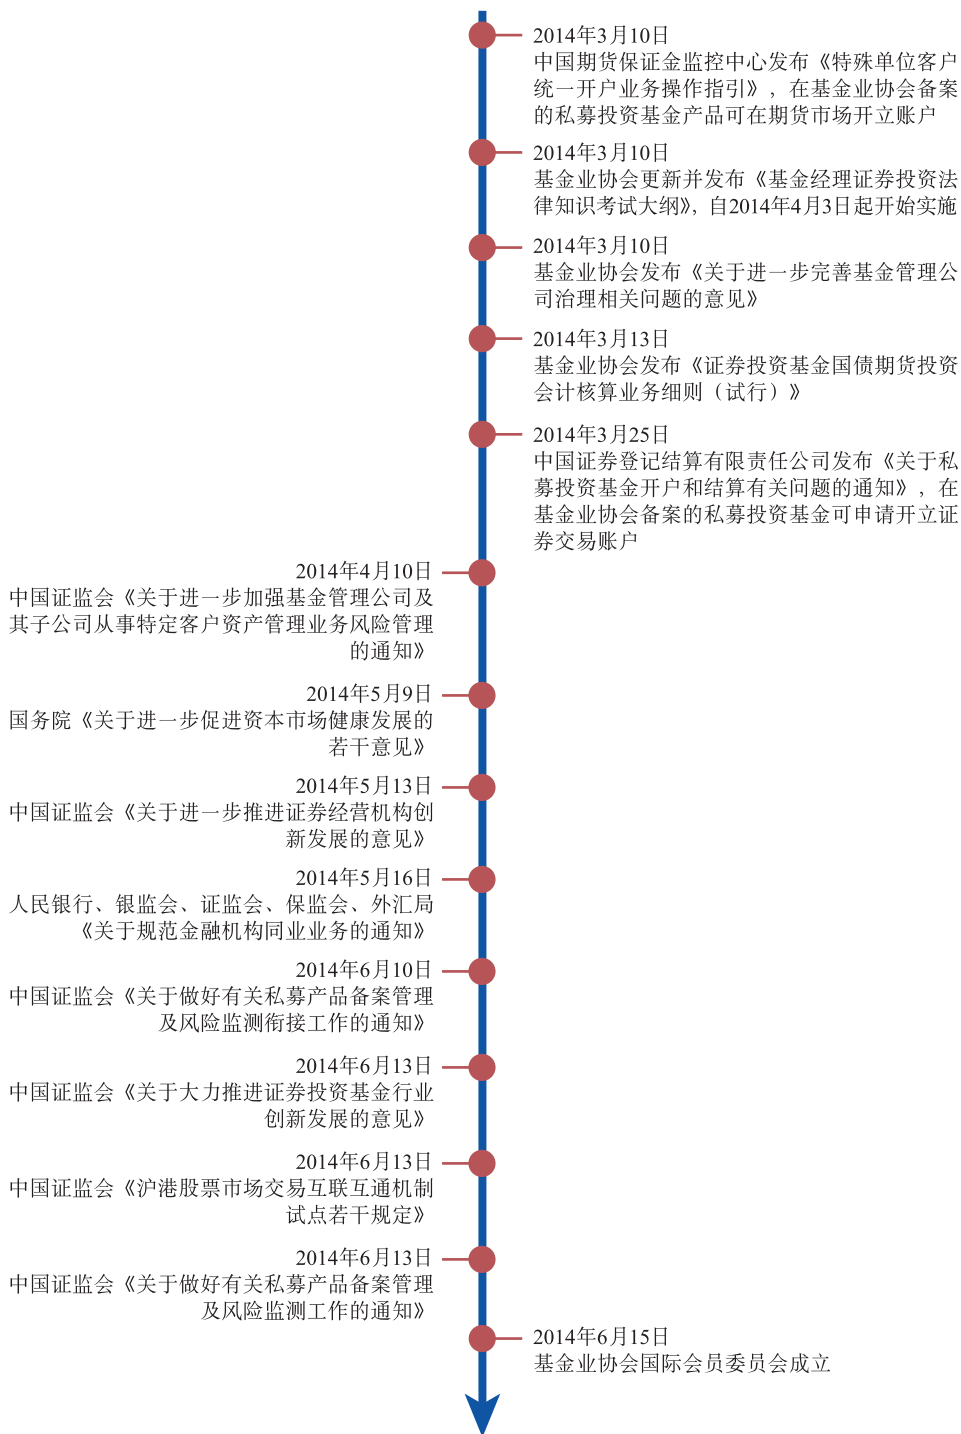 2014年3月10日
中国期货保证金监控中心发布《特殊单位客户
统一开户业务操作指引》，在基金业协会备案
的私募投资基金产品可在期货市场开立账户
2014年3月10日
基金业协会更新并发布《基金经理证券投资法
律知识考试大纲》，自2014年4月3日起开始实施
2014年3月10日
基金业协会发布《关于进一步完善基金管理公
司治理相关问题的意见》
2014年3月13日
基金业协会发布《证券投资基金国债期货投资
会计核算业务细则（试行）》
2014年3月25日
中国证券登记结算有限责任公司发布《关于私
募投资基金开户和结算有关问题的通知》，在
基金业协会备案的私募投资基金可申请开立证
券交易账户
2014年4月10日
中国证监会《关于进一步加强基金管理公司及
其子公司从事特定客户资产管理业务风险管理
的通知》
2014年5月9日
国务院《关于进一步促进资本市场健康发展的
若干意见》
2014年5月13日
中国证监会《关于进一步推进证券经营机构创
新发展的意见》
2014年5月16日
人民银行、银监会、证监会、保监会、外汇局
《关于规范金融机构同业业务的通知》
2014年6月10日
中国证监会《关于做好有关私募产品备案管理
及风险监测衔接工作的通知》
2014年6月13日
中国证监会《关于大力推进证券投资基金行业
创新发展的意见》
2014年6月13日
中国证监会《沪港股票市场交易互联互通机制
试点若干规定》
2014年6月13日
中国证监会《关于做好有关私募产品备案管理
及风险监测工作的通知》
2014年6月15日
基金业协会国际会员委员会成立